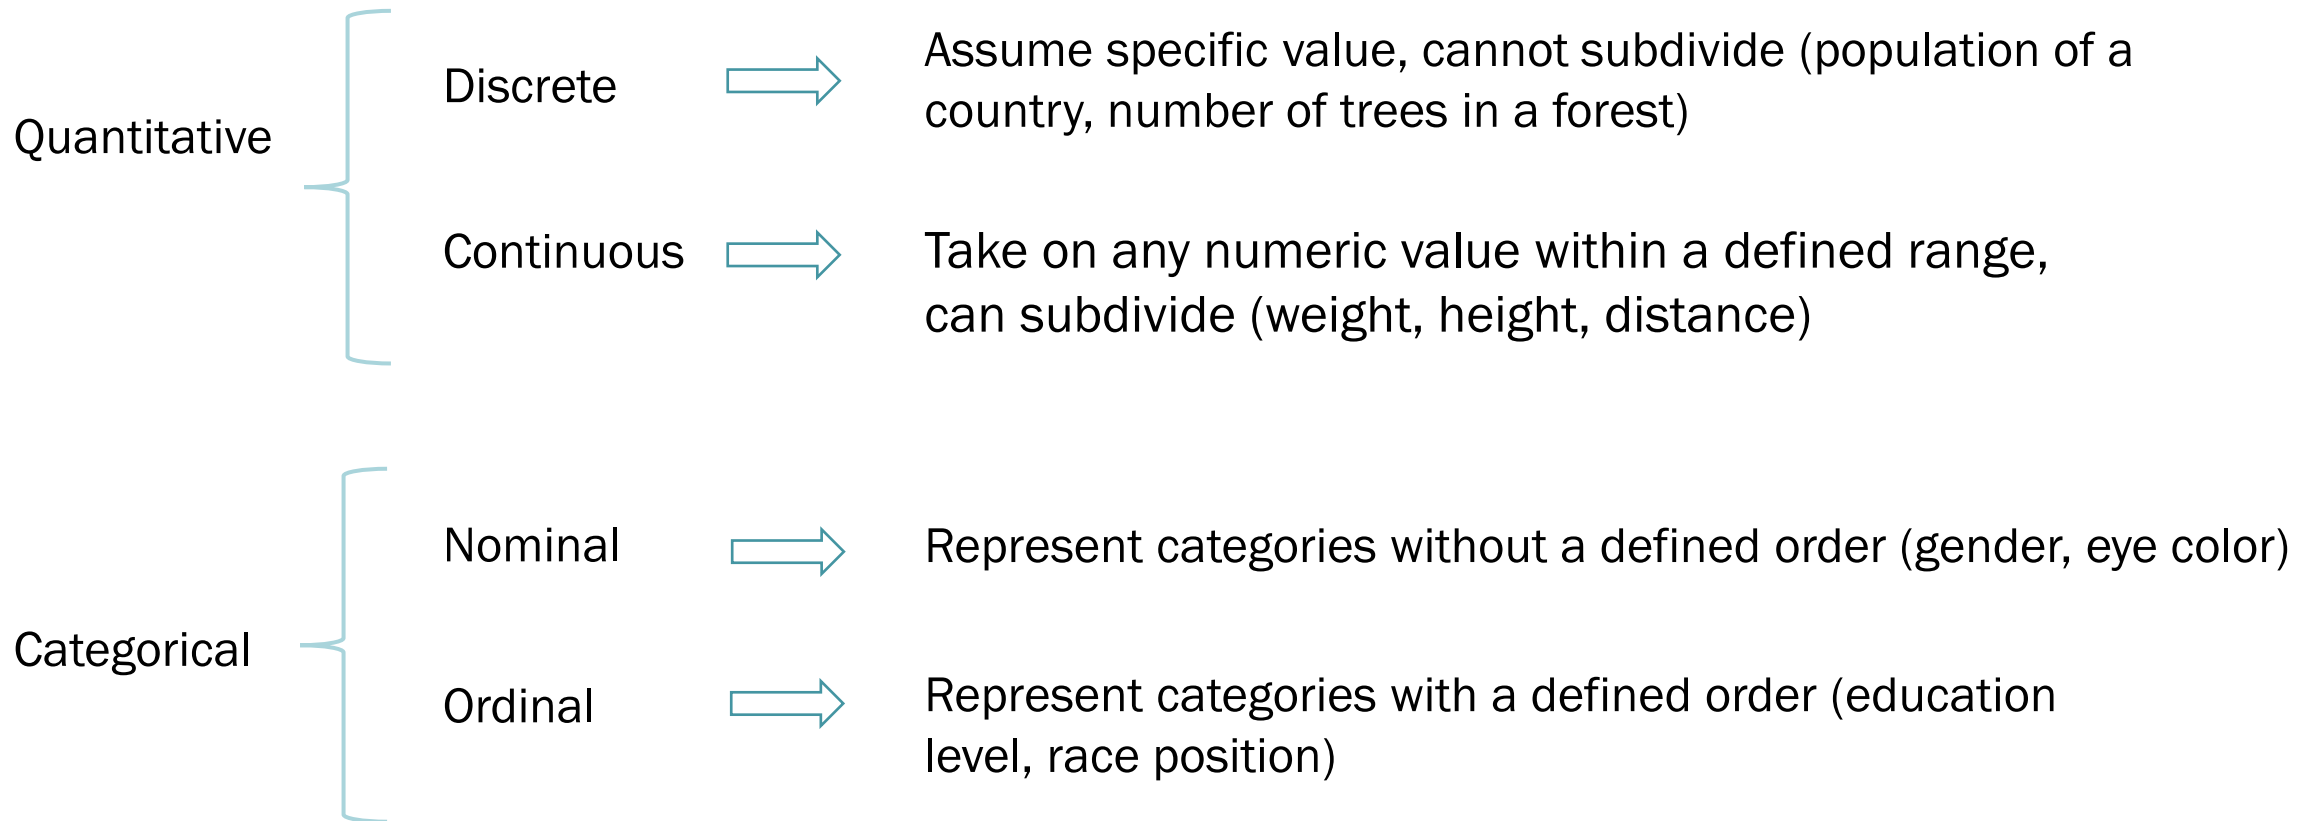 Quantitative
Discrete
Assume specific value, cannot subdivide (population of a
country, number of trees in a forest)
Continuous
Take on any numeric value within a defined range,
can subdivide (weight, height, distance)
Categorical
Nominal
Represent categories without a defined order (gender, eye color)
Ordinal
Represent categories with a defined order (education
level, race position)